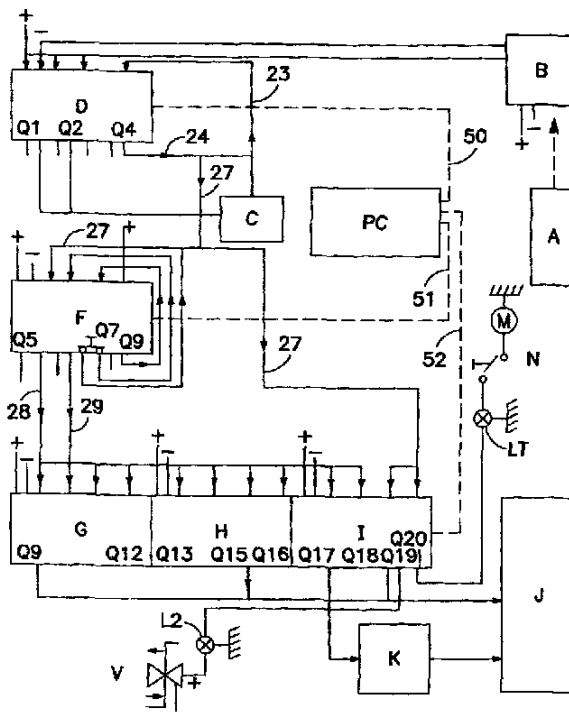 +
−
D
Q1 Q2 Q4
23
24
27
B
+
−
50
C
PC
A
27
+
−
+
F
Q5 Q7 Q9
51
M
N
28
29
27
52
LT
+
−
+
−
+
−
G H I
Q20
Q9 Q12 Q13 Q15 Q16 Q17 Q18 Q19
J
L2
V
+
K